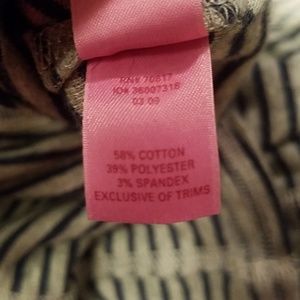 RN# 70817
ID# 36007318
03 09
58% COTTON
39% POLYESTER
3% SPANDEX
EXCLUSIVE OF TRIMS